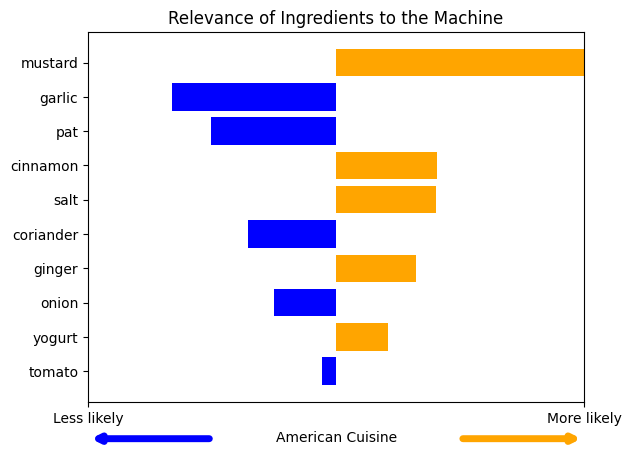 Relevance of Ingredients to the Machine
mustard
garlic
pat
cinnamon
salt
coriander
ginger
onion
yogurt
tomato
Less likely
More likely
American Cuisine